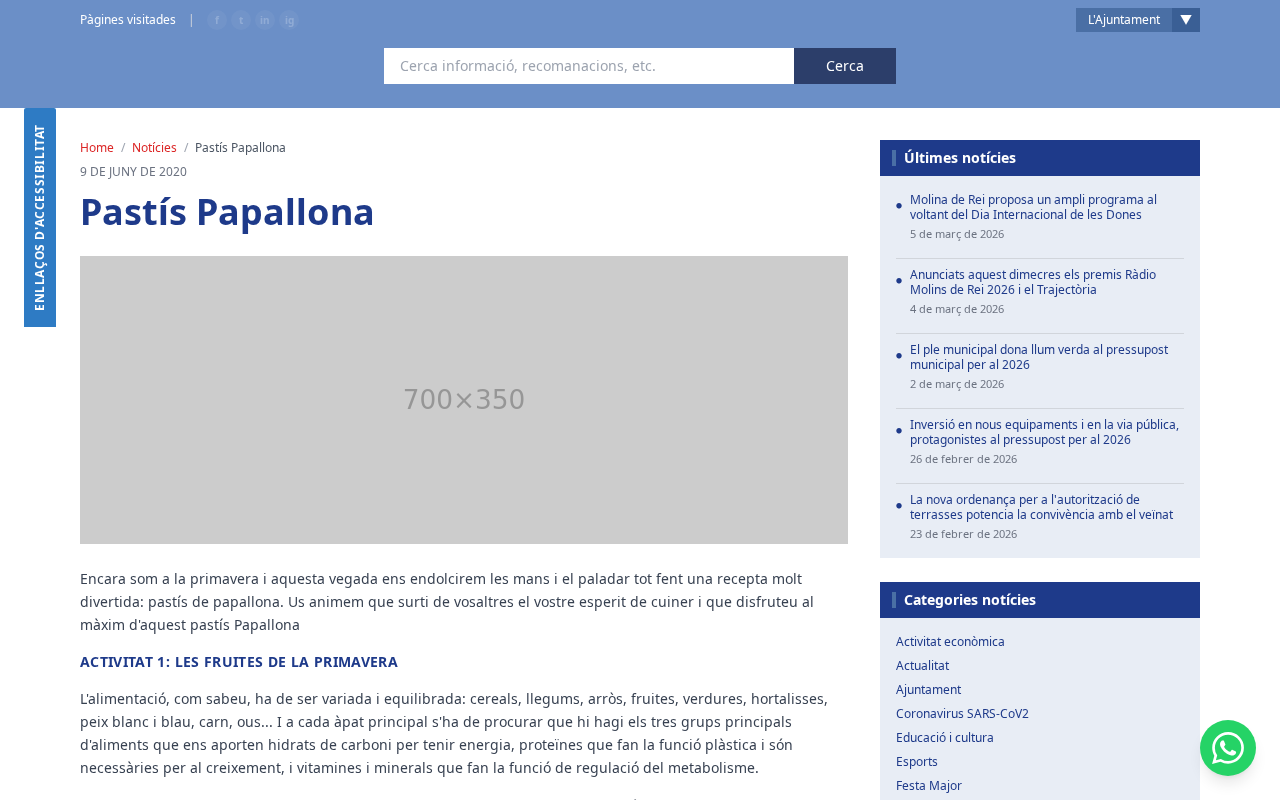 Pàgines visitades | f t in ig
L'Ajuntament ▼
Cerca informació, recomanacions, etc.
Cerca
ENLLAÇOS D'ACCESSIBILITAT
Home / Notícies / Pastís Papallona
9 DE JUNY DE 2020
Pastís Papallona
700×350
Encara som a la primavera i aquesta vegada ens endolcirem les mans i el paladar tot fent una recepta molt
divertida: pastís de papallona. Us animem que surti de vosaltres el vostre esperit de cuiner i que disfruteu al
màxim d'aquest pastís Papallona
ACTIVITAT 1: LES FRUITES DE LA PRIMAVERA
L'alimentació, com sabeu, ha de ser variada i equilibrada: cereals, llegums, arròs, fruites, verdures, hortalisses,
peix blanc i blau, carn, ous... I a cada àpat principal s'ha de procurar que hi hagi els tres grups principals
d'aliments que ens aporten hidrats de carboni per tenir energia, proteïnes que fan la funció plàstica i són
necessàries per al creixement, i vitamines i minerals que fan la funció de regulació del metabolisme.
Últimes notícies
• Molina de Rei proposa un ampli programa al
voltant del Dia Internacional de les Dones
5 de març de 2026
• Anunciats aquest dimecres els premis Ràdio
Molins de Rei 2026 i el Trajectòria
4 de març de 2026
• El ple municipal dona llum verda al pressupost
municipal per al 2026
2 de març de 2026
• Inversió en nous equipaments i en la via pública,
protagonistes al pressupost per al 2026
26 de febrer de 2026
• La nova ordenança per a l'autorització de
terrasses potencia la convivència amb el veïnat
23 de febrer de 2026
Categories notícies
Activitat econòmica
Actualitat
Ajuntament
Coronavirus SARS-CoV2
Educació i cultura
Esports
Festa Major